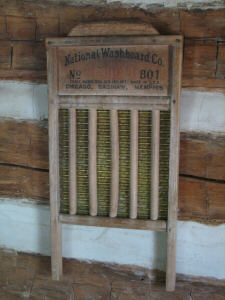 National Washboard Co.
No 801
CHICAGO, SAGINAW, MEMPHIS